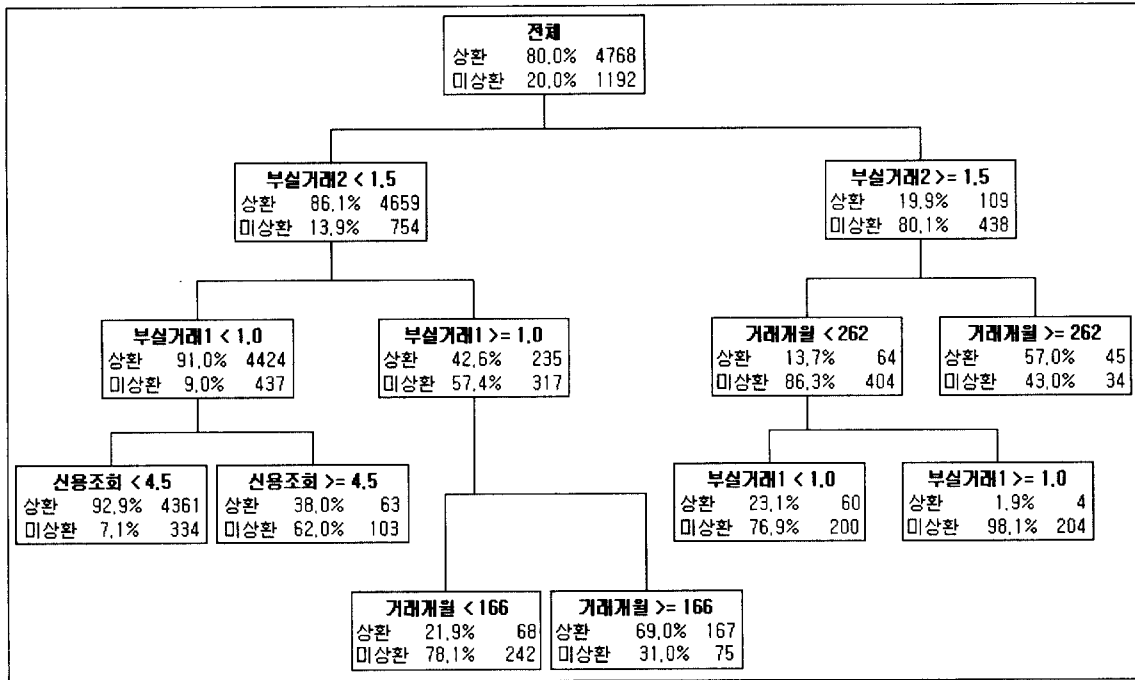 전체
상환 80.0% 4768
미상환 20.0% 1192
부실거래2 < 1.5
상환 86.1% 4659
미상환 13.9% 754
부실거래2 >= 1.5
상환 19.9% 109
미상환 80.1% 438
부실거래1 < 1.0
상환 91.0% 4424
미상환 9.0% 437
부실거래1 >= 1.0
상환 42.6% 235
미상환 57.4% 317
거래개월 < 262
상환 13.7% 64
미상환 86.3% 404
거래개월 >= 262
상환 57.0% 45
미상환 43.0% 34
신용조회 < 4.5
상환 92.9% 4361
미상환 7.1% 334
신용조회 >= 4.5
상환 38.0% 63
미상환 62.0% 103
부실거래1 < 1.0
상환 23.1% 60
미상환 76.9% 200
부실거래1 >= 1.0
상환 1.9% 4
미상환 98.1% 204
거래개월 < 166
상환 21.9% 68
미상환 78.1% 242
거래개월 >= 166
상환 69.0% 167
미상환 31.0% 75